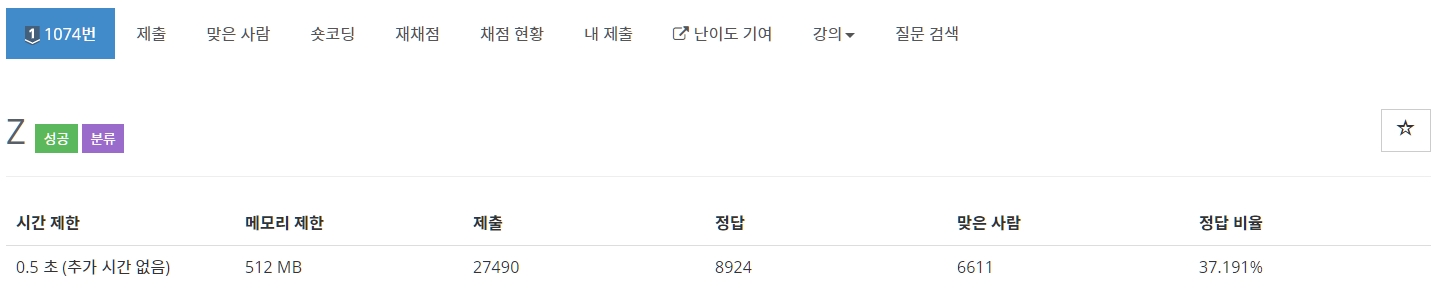 1 1074번 제출 맞은 사람 숏코딩 재채점 채점 현황 내 제출 난이도 기여 강의 질문 검색
Z 성공 분류
시간 제한 메모리 제한 제출 정답 맞은 사람 정답 비율
0.5 초 (추가 시간 없음) 512 MB 27490 8924 6611 37.191%